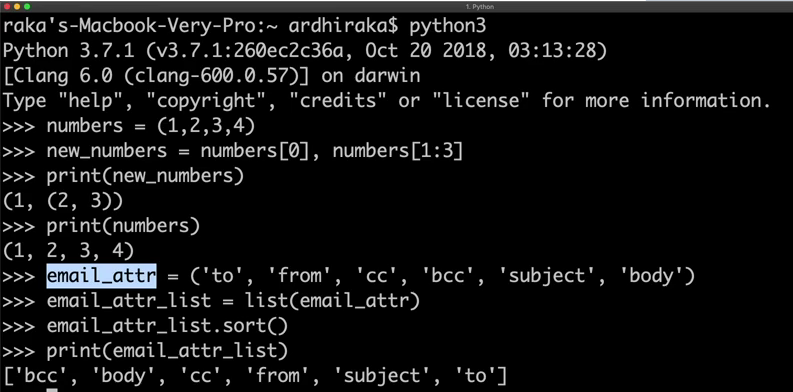 1. Python
raka's-Macbook-Very-Pro:~ ardhiraka$ python3
Python 3.7.1 (v3.7.1:260ec2c36a, Oct 20 2018, 03:13:28)
[Clang 6.0 (clang-600.0.57)] on darwin
Type "help", "copyright", "credits" or "license" for more information.
>>> numbers = (1,2,3,4)
>>> new_numbers = numbers[0], numbers[1:3]
>>> print(new_numbers)
(1, (2, 3))
>>> print(numbers)
(1, 2, 3, 4)
>>> email_attr = ('to', 'from', 'cc', 'bcc', 'subject', 'body')
>>> email_attr_list = list(email_attr)
>>> email_attr_list.sort()
>>> print(email_attr_list)
['bcc', 'body', 'cc', 'from', 'subject', 'to']